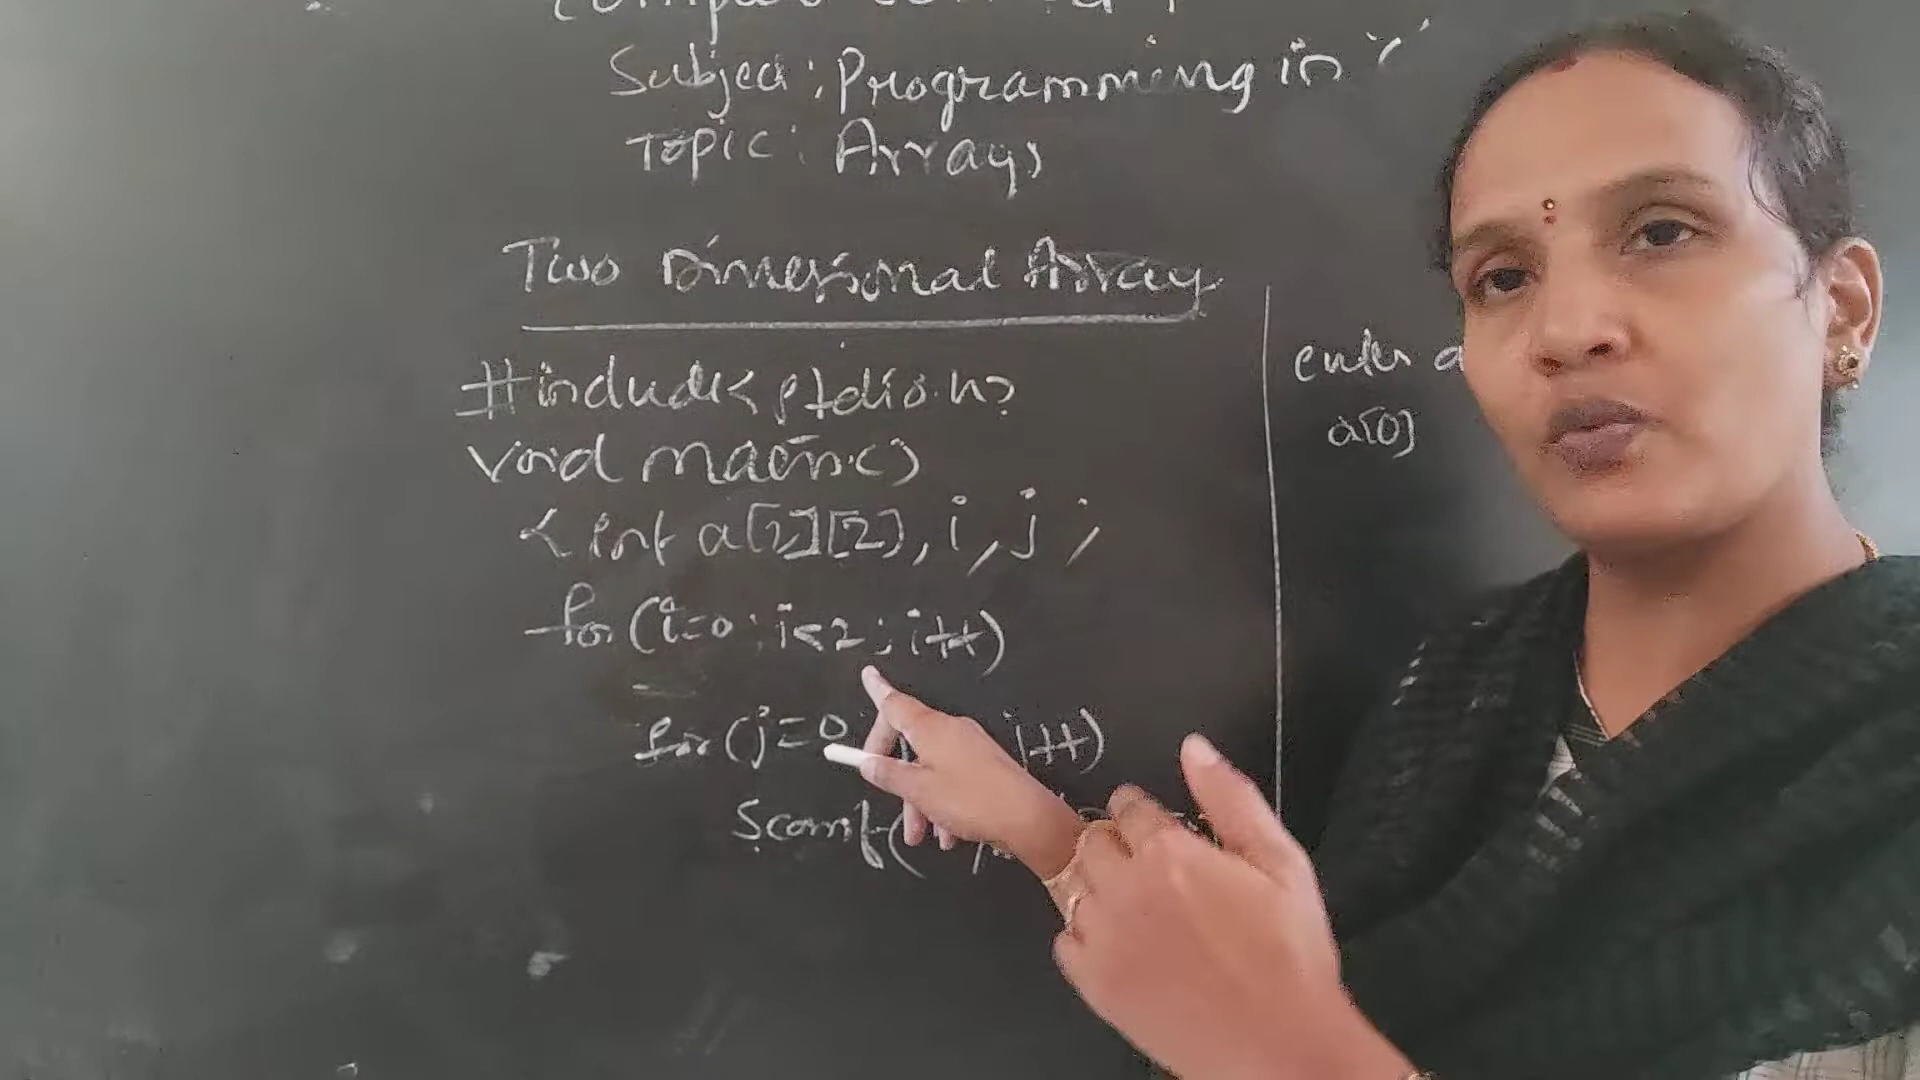 Subject: Programming in 'C'
Topic: Arrays
Two Dimensional Array
#include<stdio.h>
void main()
{ int a[2][2], i, j;
for(i=0; i<2; i++)
for(j=0 j++)
Scanf(
enter
a[0]